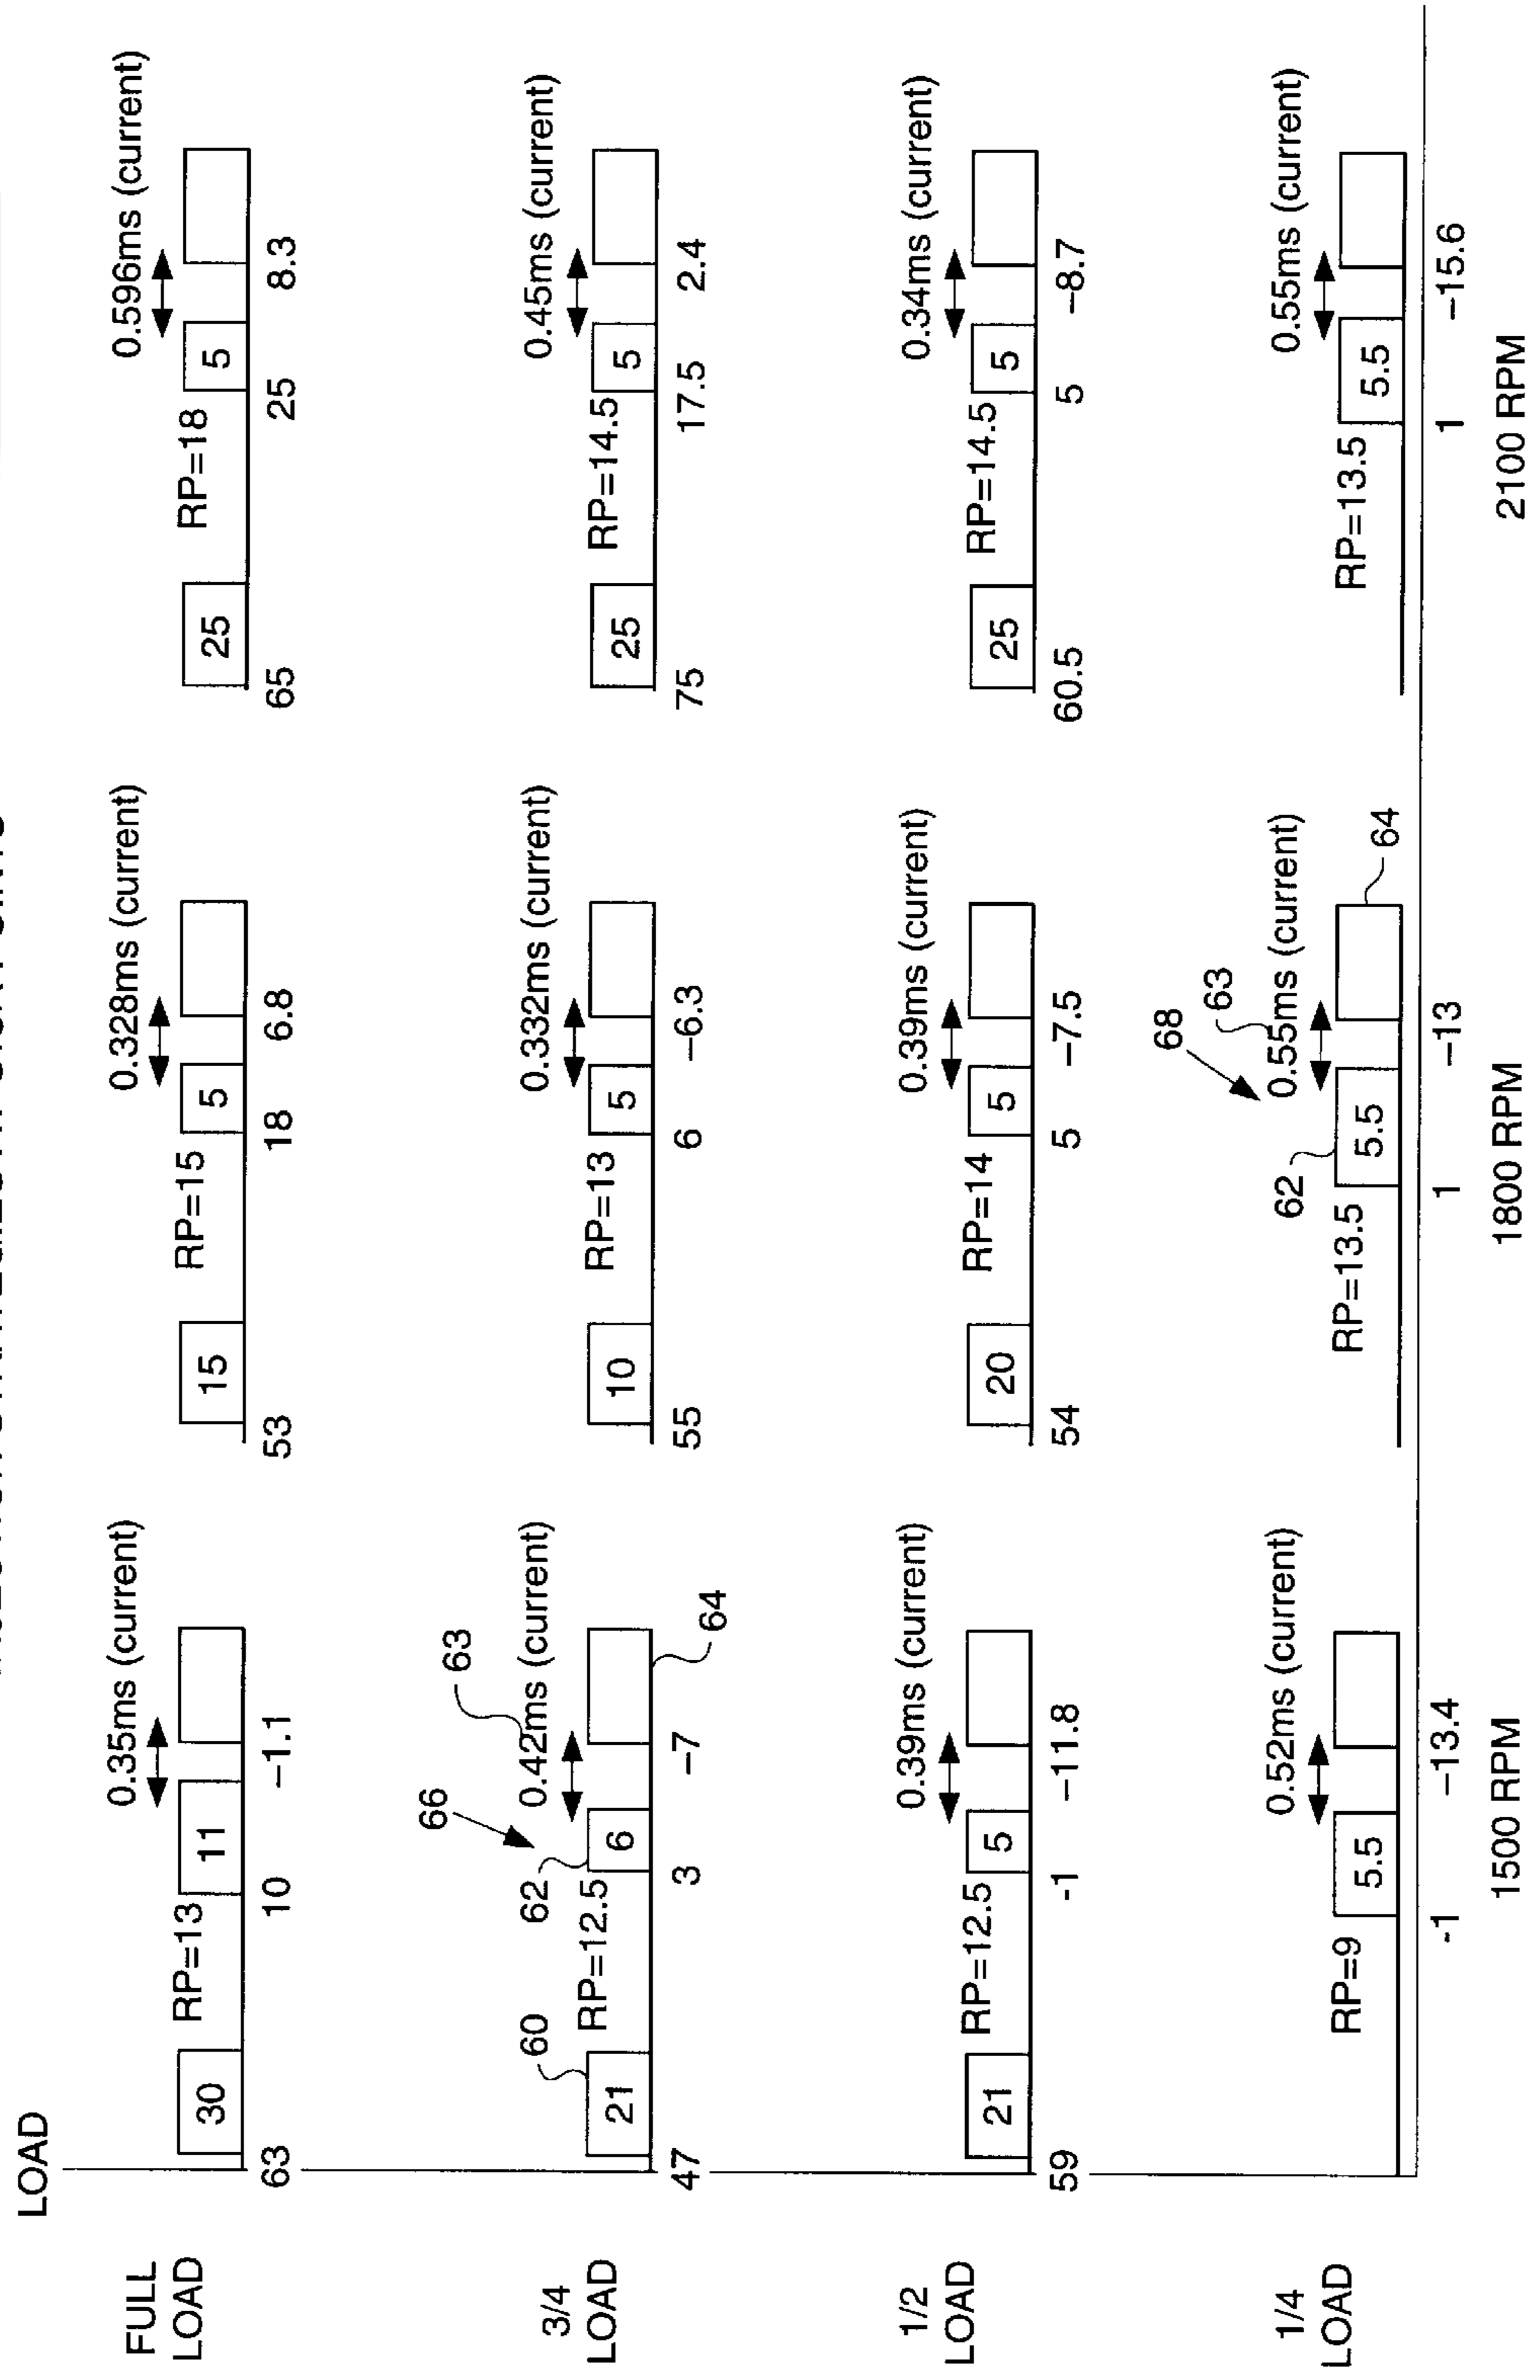 LOAD
FULL
LOAD
30
RP=13
11
0.35ms (current)
63
10
−1.1
15
RP=15
5
0.328ms (current)
53
18
6.8
25
RP=18
5
0.596ms (current)
65
25
8.3
3/4
LOAD
60
21
RP=12.5
62
6
66
0.42ms (current)
63
64
47
3
−7
10
RP=13
5
0.332ms (current)
55
6
−6.3
25
RP=14.5
5
0.45ms (current)
75
17.5
2.4
1/2
LOAD
21
RP=12.5
5
0.39ms (current)
59
-1
−11.8
20
RP=14
5
0.39ms (current)
54
5
−7.5
25
RP=14.5
5
0.34ms (current)
60.5
5
−8.7
1/4
LOAD
RP=9
5.5
0.52ms (current)
-1
−13.4
RP=13.5
62
5.5
68
63
0.55ms (current)
64
1
−13
RP=13.5
5.5
0.55ms (current)
1
−15.6
1500 RPM
1800 RPM
2100 RPM